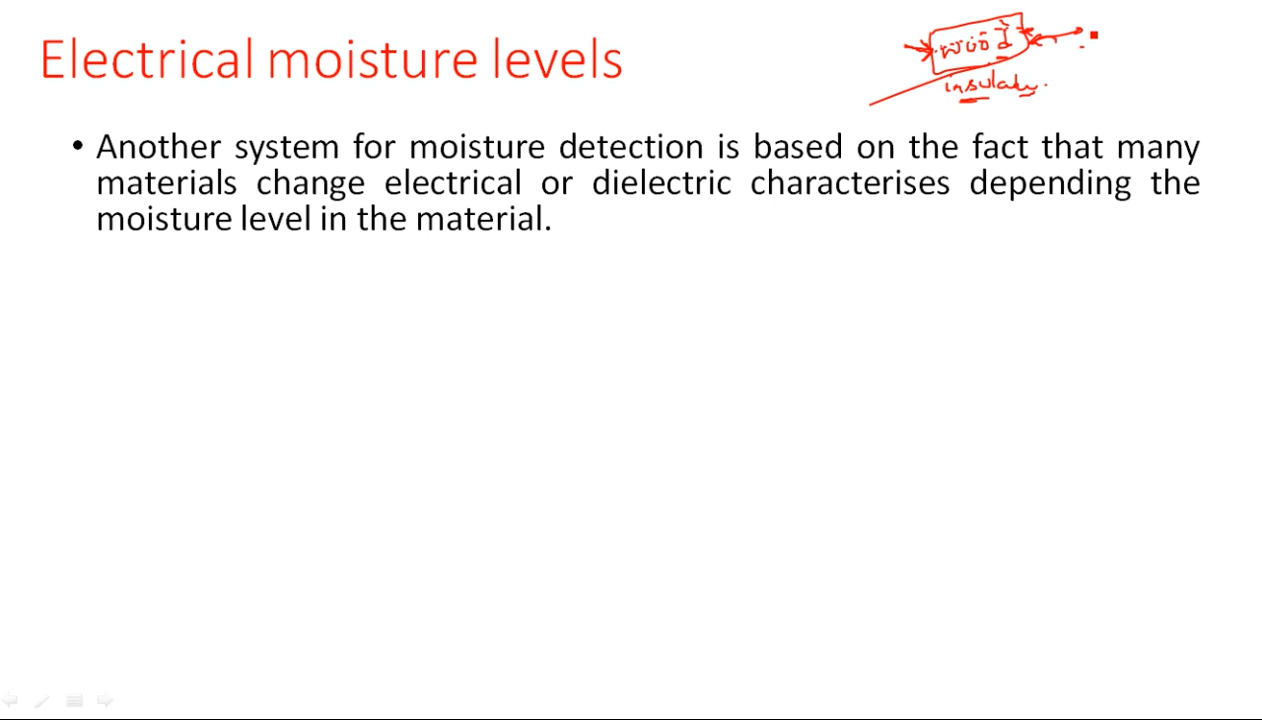 Electrical moisture levels
wood
• Another system for moisture detection is based on the fact that many
materials change electrical or dielectric characterises depending the
moisture level in the material.